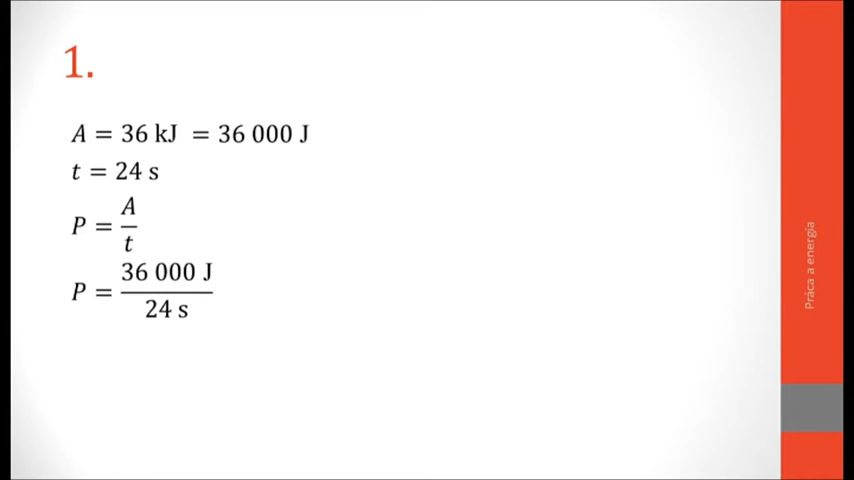 1.
A = 36 kJ = 36 000 J
t = 24 s
P = A/t
P = 36 000 J/24 s
Práca a energia